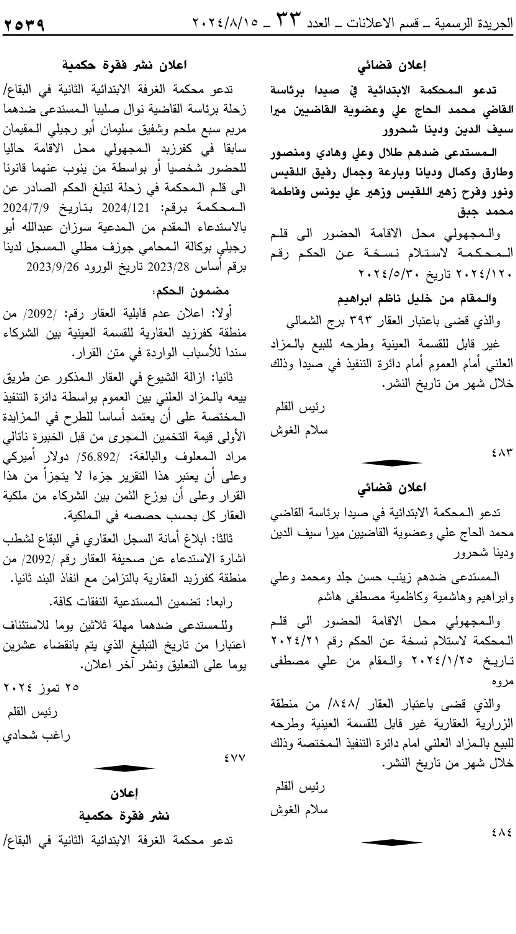 الجريدة الرسمية ـ قسم الاعلانات ـ العدد ٣٣ ـ ٢٠٢٤/٨/١٥
٢٥٣٩
إعلان قضائي
تدعو المحكمة الابتدائية في صيدا برئاسة
القاضي محمد الحاج علي وعضوية القاضيين ميرا
سيف الدين ودينا شحرور
المستدعى ضدهم طلال وعلي وهادي ومنصور
وطارق وكمال وديانا وبارعة وجمال رفيق اللقيس
ونور وفرح زهير اللقيس وزهير علي يونس وفاطمة
محمد جبق
والمجهولي محل الاقامة الحضور الى قلم
المحكمة لاستلام نسخة عن الحكم رقم
٢٠٢٤/١٢٠ تاريخ ٢٠٢٤/٥/٣٠
والمقام من خليل ناظم ابراهيم
والذي قضى باعتبار العقار ٣٩٣ برج الشمالي
غير قابل للقسمة العينية وطرحه للبيع بالمزاد
العلني أمام العموم أمام دائرة التنفيذ في صيدا وذلك
خلال شهر من تاريخ النشر.
رئيس القلم
سلام الغوش
٤٨٣
اعلان قضائي
تدعو المحكمة الابتدائية في صيدا برئاسة القاضي
محمد الحاج علي وعضوية القاضيين ميرا سيف الدين
ودينا شحرور
المستدعى ضدهم زينب حسن جلد ومحمد وعلي
وابراهيم وهاشمية وكاظمية مصطفى هاشم
والمجهولي محل الاقامة الحضور الى قلم
المحكمة لاستلام نسخة عن الحكم رقم ٢٠٢٤/٢١
تاريخ ٢٠٢٤/١/٢٥ والمقام من علي مصطفى
مروه
والذي قضى باعتبار العقار /٨٤٨/ من منطقة
الزرارية العقارية غير قابل للقسمة العينية وطرحه
للبيع بالمزاد العلني امام دائرة التنفيذ المختصة وذلك
خلال شهر من تاريخ النشر.
رئيس القلم
سلام الغوش
٤٨٤
اعلان نشر فقرة حكمية
تدعو محكمة الغرفة الابتدائية الثانية في البقاع/
زحلة برئاسة القاضية نوال صليبا المستدعى ضدهما
مريم سبع ملحم وشفيق سليمان أبو رجيلي المقيمان
سابقا في كفرزبد المجهولي محل الاقامة حاليا
للحضور شخصيا أو بواسطة من ينوب عنهما قانونا
الى قلم المحكمة في زحلة لتبلغ الحكم الصادر عن
المحكمة برقم: 2024/121 بتاريخ 2024/7/9
بالاستدعاء المقدم من المدعية سوزان عبدالله أبو
رجيلي بوكالة المحامي جوزف مطلي المسجل لدينا
برقم أساس 2023/28 تاريخ الورود 2023/9/26
مضمون الحكم:
أولا: اعلان عدم قابلية العقار رقم: /2092/ من
منطقة كفرزبد العقارية للقسمة العينية بين الشركاء
سندا للأسباب الواردة في متن القرار.
ثانيا: ازالة الشيوع في العقار المذكور عن طريق
بيعه بالمزاد العلني بين العموم بواسطة دائرة التنفيذ
المختصة على أن يعتمد أساسا للطرح في المزايدة
الأولى قيمة التخمين المجرى من قبل الخبيرة ناتالي
مراد المعلوف والبالغة: /56.892/ دولار أميركي
وعلى أن يعتبر هذا التقرير جزءا لا يتجزأ من هذا
القرار وعلى أن يوزع الثمن بين الشركاء من ملكية
العقار كل بحسب حصصه في الملكية.
ثالثا: ابلاغ أمانة السجل العقاري في البقاع لشطب
اشارة الاستدعاء عن صحيفة العقار رقم /2092/ من
منطقة كفرزبد العقارية بالتزامن مع انفاذ البند ثانيا.
رابعا: تضمين المستدعية النفقات كافة.
وللمستدعى ضدهما مهلة ثلاثين يوما للاستئناف
اعتبارا من تاريخ التبليغ الذي يتم بانقضاء عشرين
يوما على التعليق ونشر آخر اعلان.
٢٥ تموز ٢٠٢٤
رئيس القلم
راغب شحادي
٤٧٧
إعلان
نشر فقرة حكمية
تدعو محكمة الغرفة الابتدائية الثانية في البقاع/